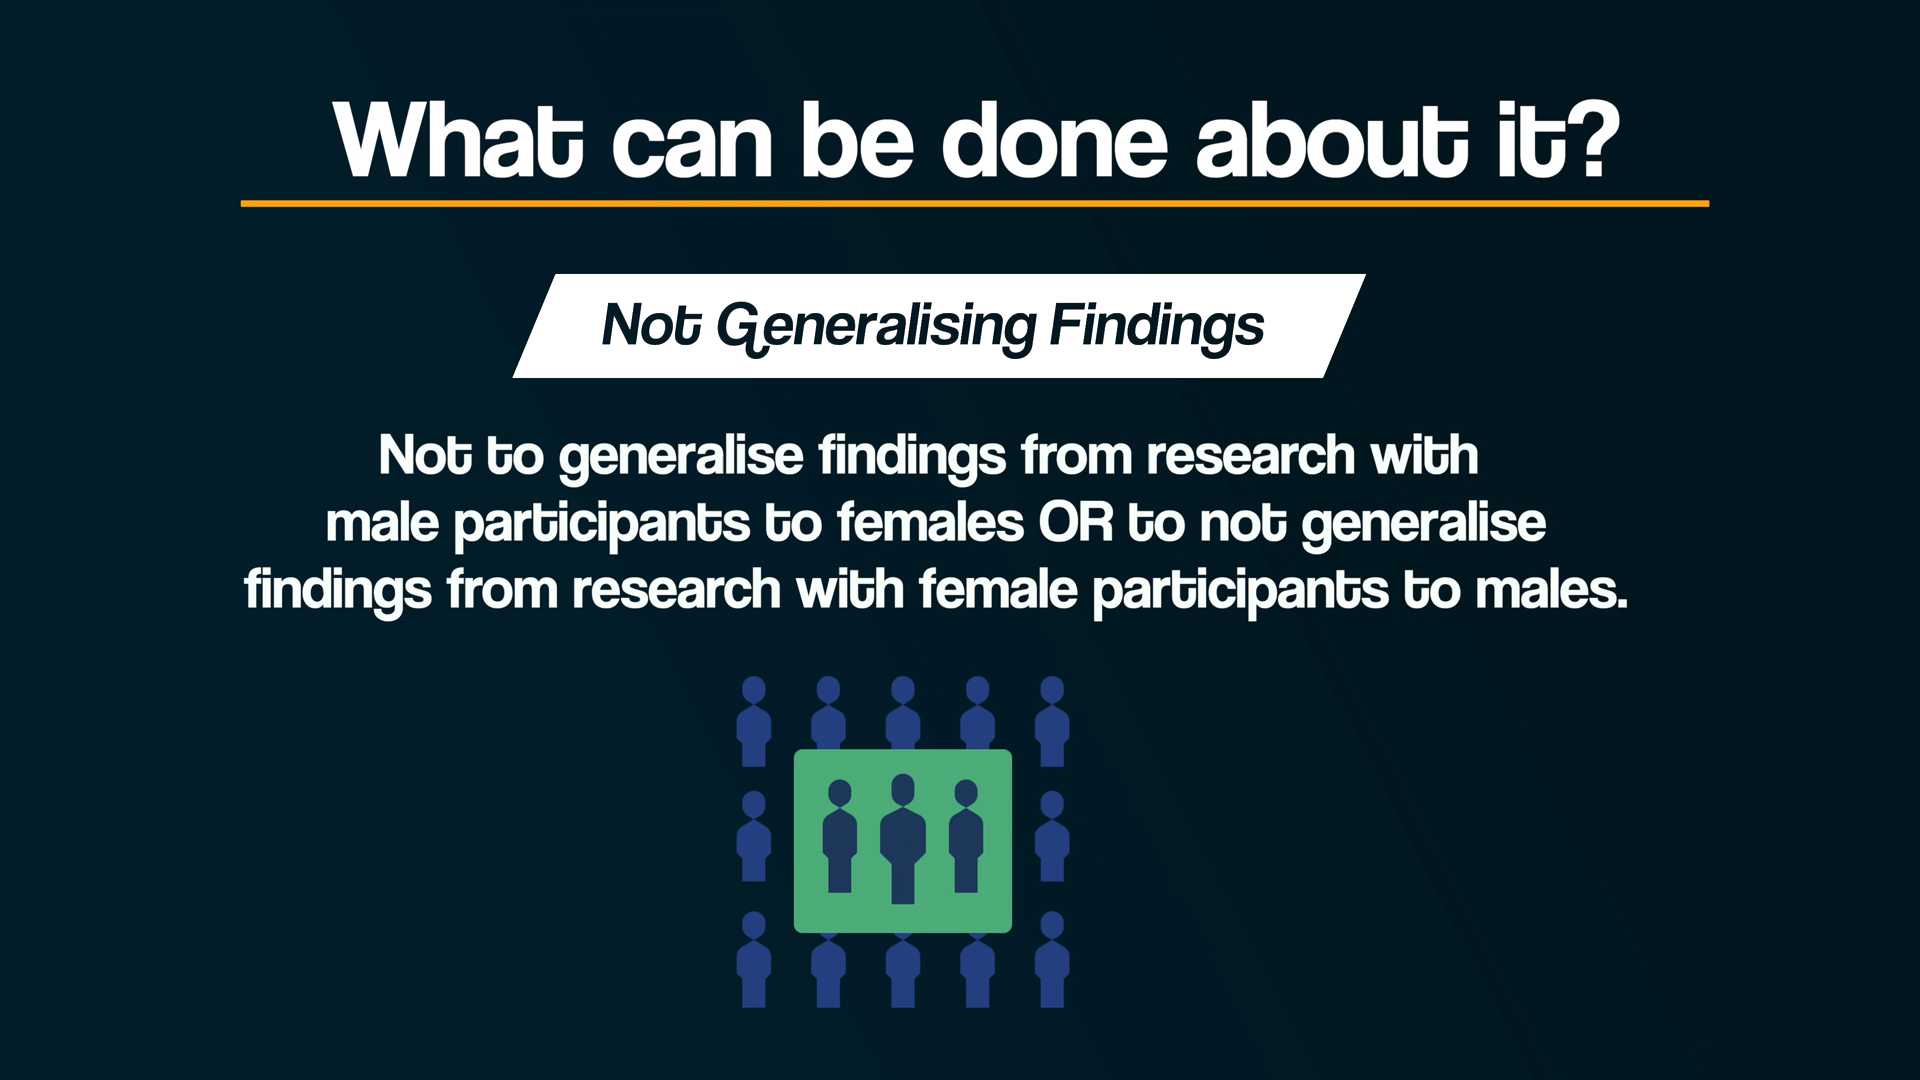 What can be done about it?
Not Generalising Findings
Not to generalise findings from research with
male participants to females OR to not generalise
findings from research with female participants to males.